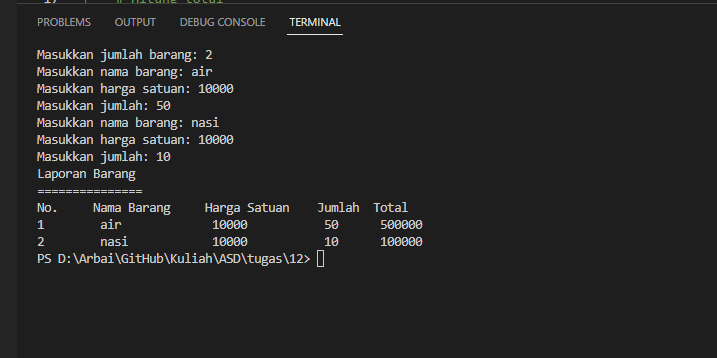 17 # Hitung total
PROBLEMS OUTPUT DEBUG CONSOLE TERMINAL
Masukkan jumlah barang: 2
Masukkan nama barang: air
Masukkan harga satuan: 10000
Masukkan jumlah: 50
Masukkan nama barang: nasi
Masukkan harga satuan: 10000
Masukkan jumlah: 10
Laporan Barang
===============
No. Nama Barang Harga Satuan Jumlah Total
1 air 10000 50 500000
2 nasi 10000 10 100000
PS D:\Arbai\GitHub\Kuliah\ASD\tugas\12>